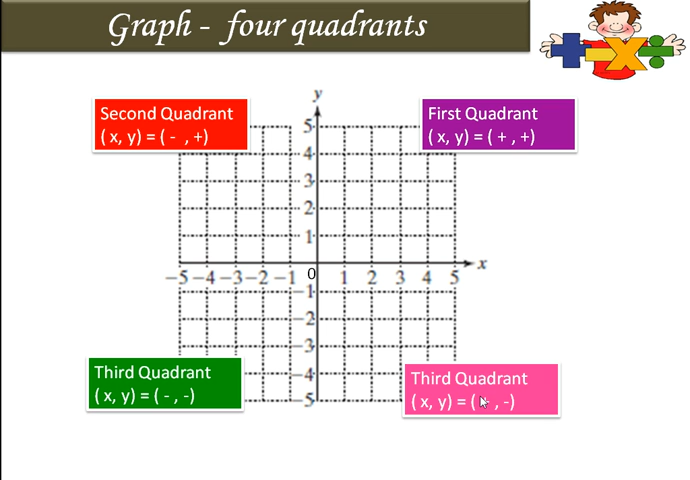 Graph - four quadrants
Second Quadrant
( x, y) = ( - , +)
First Quadrant
( x, y) = ( + , +)
y
5
4
3
2
1
x
−5 −4 −3 −2 −1 0 1 2 3 4 5
−1
−2
−3
−4
5
Third Quadrant
( x, y) = ( - , -)
Third Quadrant
( x, y) = ( , -)